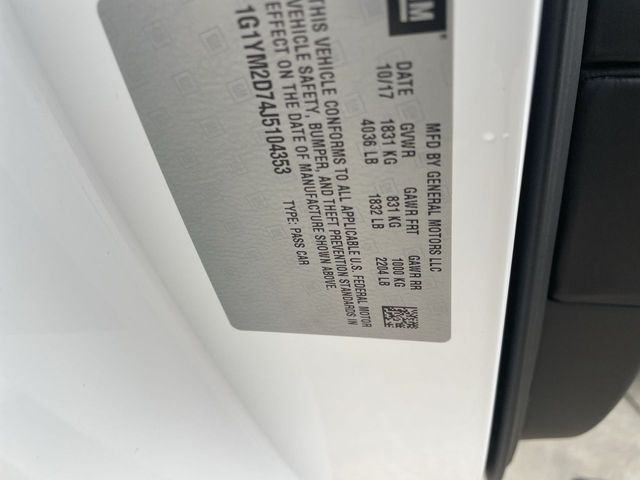 GM
MFD BY GENERAL MOTORS LLC
DATE GVWR GAWR FRT GAWR RR
10/17 1831 KG 831 KG 1000 KG
4036 LB 1832 LB 2204 LB
THIS VEHICLE CONFORMS TO ALL APPLICABLE U.S. FEDERAL MOTOR
VEHICLE SAFETY, BUMPER, AND THEFT PREVENTION STANDARDS IN
EFFECT ON THE DATE OF MANUFACTURE SHOWN ABOVE.
1G1YM2D74J5104353 TYPE: PASS CAR